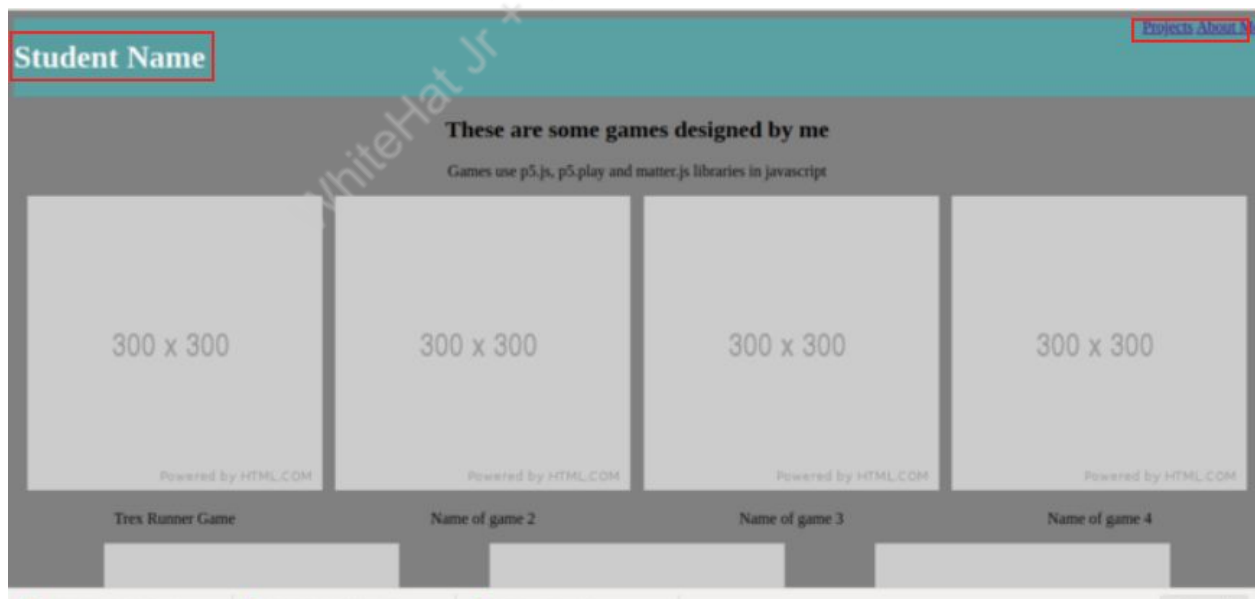 Projects About Me
Student Name
WhiteHat Jr
These are some games designed by me
Games use p5.js, p5.play and matter.js libraries in javascript
300 x 300 300 x 300 300 x 300 300 x 300
Powered by HTML.COM Powered by HTML.COM Powered by HTML.COM Powered by HTML.COM
Trex Runner Game Name of game 2 Name of game 3 Name of game 4